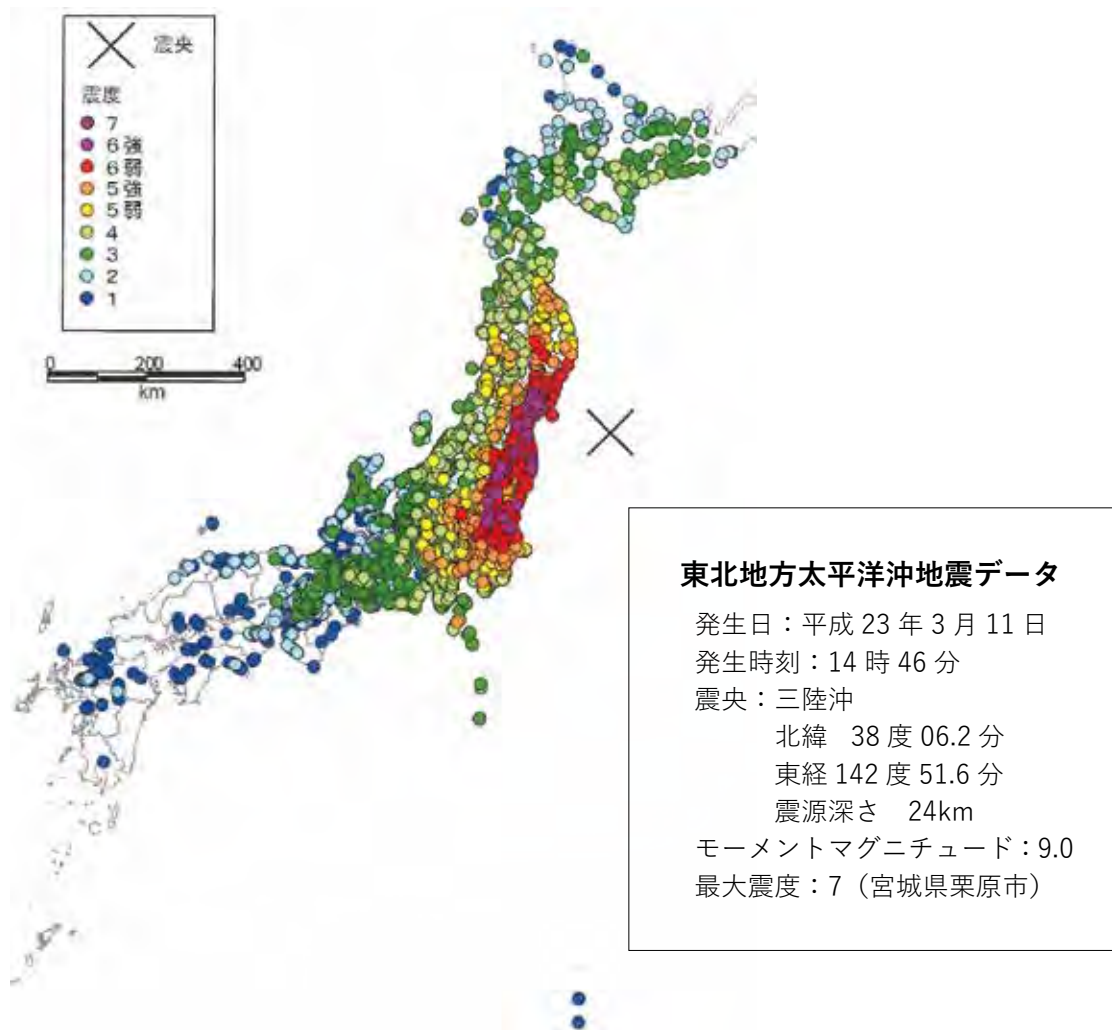 震央
震度
7
6強
6弱
5強
5弱
4
3
2
1
0 200 400
km
東北地方太平洋沖地震データ
発生日：平成 23 年 3 月 11 日
発生時刻：14 時 46 分
震央：三陸沖
北緯　38 度 06.2 分
東経 142 度 51.6 分
震源深さ　24km
モーメントマグニチュード：9.0
最大震度：7（宮城県栗原市）